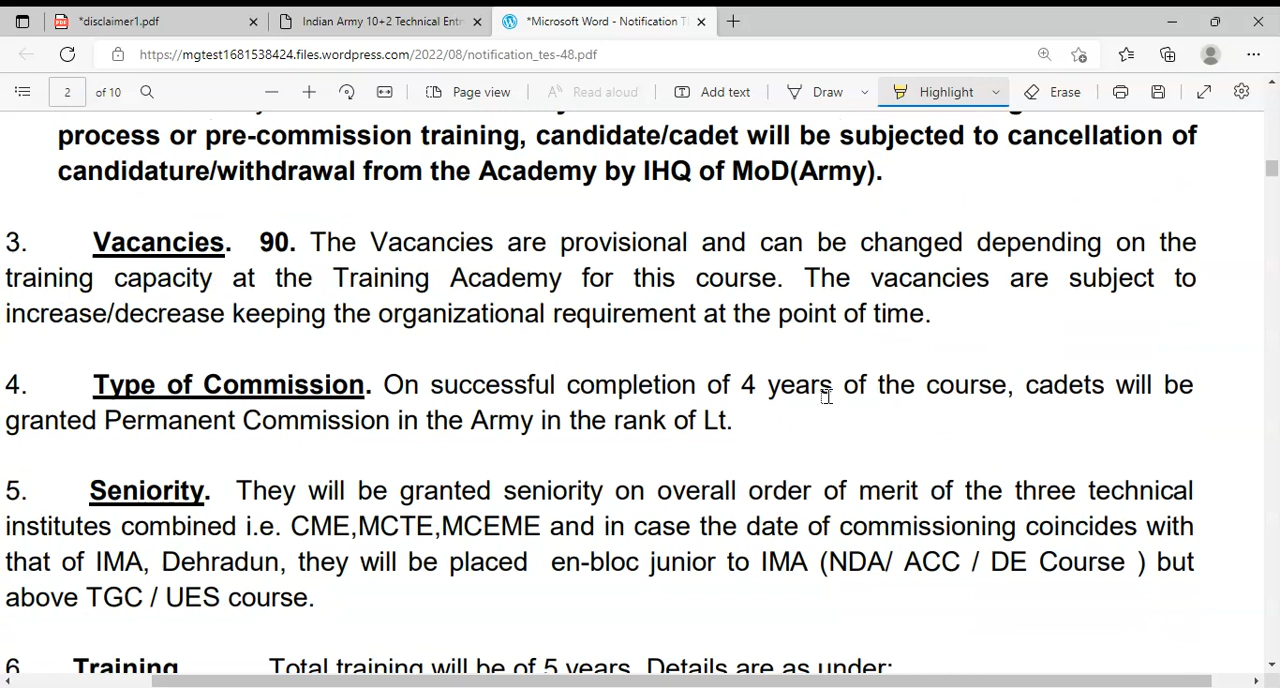 *disclaimer1.pdf
Indian Army 10+2 Technical Entr
*Microsoft Word - Notification T
https://mgtest1681538424.files.wordpress.com/2022/08/notification_tes-48.pdf
2 of 10
Page view
Read aloud
Add text
Draw
Highlight
Erase
process or pre-commission training, candidate/cadet will be subjected to cancellation of
candidature/withdrawal from the Academy by IHQ of MoD(Army).
3. Vacancies. 90. The Vacancies are provisional and can be changed depending on the
training capacity at the Training Academy for this course. The vacancies are subject to
increase/decrease keeping the organizational requirement at the point of time.
4. Type of Commission. On successful completion of 4 years of the course, cadets will be
granted Permanent Commission in the Army in the rank of Lt.
5. Seniority. They will be granted seniority on overall order of merit of the three technical
institutes combined i.e. CME,MCTE,MCEME and in case the date of commissioning coincides with
that of IMA, Dehradun, they will be placed en-bloc junior to IMA (NDA/ ACC / DE Course ) but
above TGC / UES course.
6 Training Total training will be of 5 years. Details are as under: